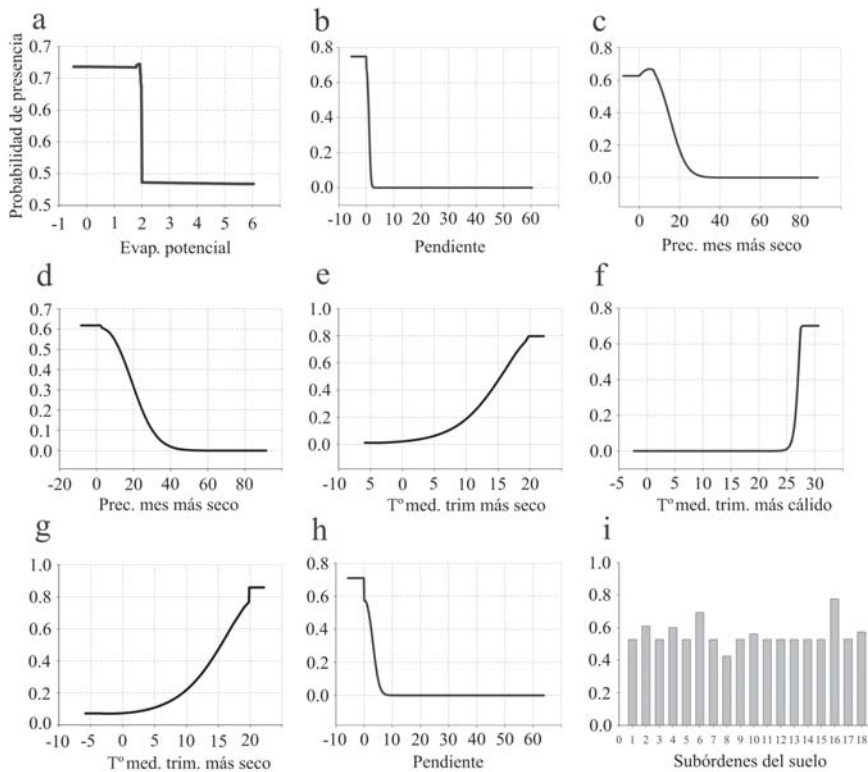 a
Probabilidad de presencia
0.7
0.7
0.6
0.6
0.5
0.5
-1 0 1 2 3 4 5 6 7
Evap. potencial
b
0.8
0.6
0.4
0.2
0.0
-10 0 10 20 30 40 50 60
Pendiente
c
0.8
0.6
0.4
0.2
0.0
0 20 40 60 80
Prec. mes más seco
d
0.7
0.6
0.5
0.4
0.3
0.2
0.1
0.0
-20 0 20 40 60 80
Prec. mes más seco
e
1.0
0.8
0.6
0.4
0.2
0.0
5 0 5 10 15 20
Tº med. trim más seco
f
0.8
0.6
0.4
0.2
0.0
-5 0 5 10 15 20 25 30
Tº med. trim. más cálido
g
1.0
0.8
0.6
0.4
0.2
0.0
-5 0 5 10 15 20
Tº med. trim. más seco
h
0.8
0.6
0.4
0.2
0.0
-10 0 10 20 30 40 50 60
Pendiente
i
1.0
0.8
0.6
0.4
0.2
0.0
0 1 2 3 4 5 6 7 8 9 10 11 12 13 14 15 16 17 18
Subórdenes del suelo